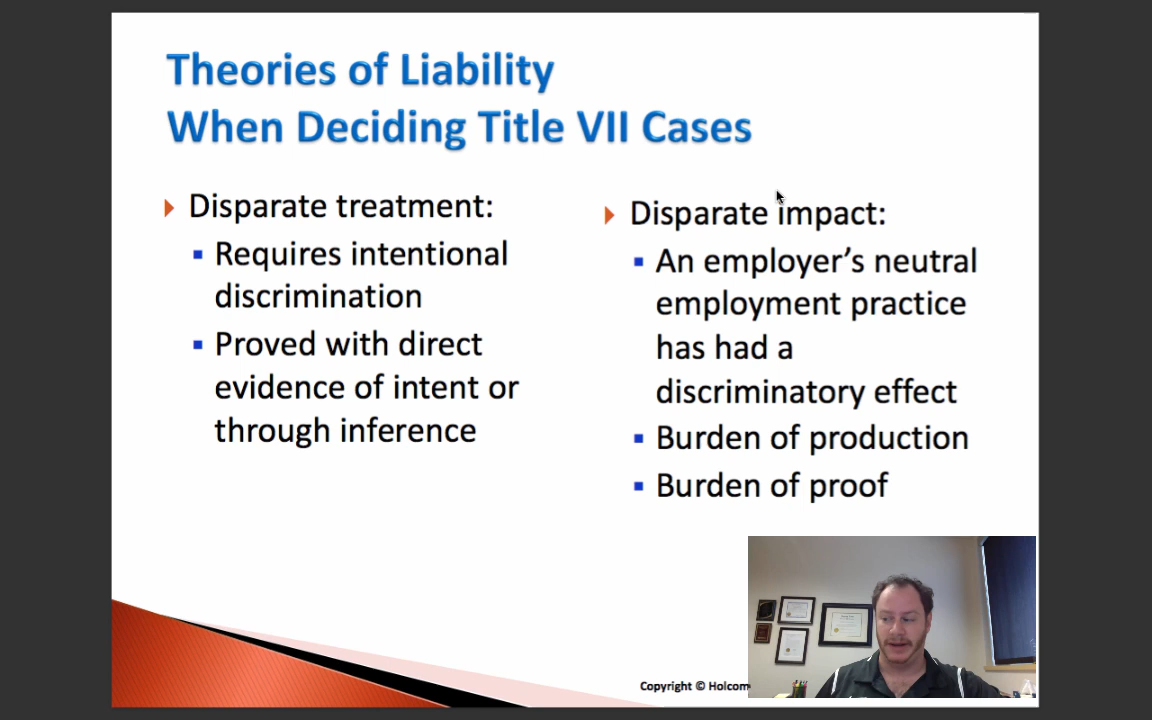 Theories of Liability
When Deciding Title VII Cases
Disparate treatment:
Requires intentional
discrimination
Proved with direct
evidence of intent or
through inference
Disparate impact:
An employer’s neutral
employment practice
has had a
discriminatory effect
Burden of production
Burden of proof
Copyright © Holcom